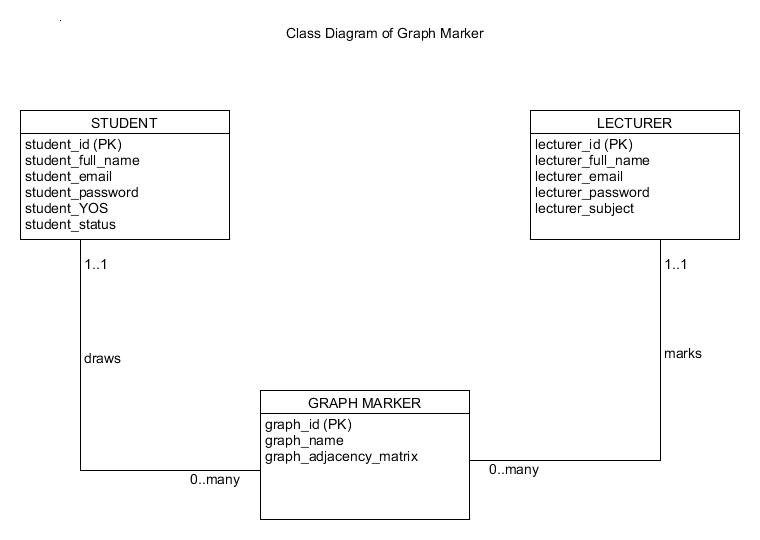 Class Diagram of Graph Marker
STUDENT
student_id (PK)
student_full_name
student_email
student_password
student_YOS
student_status
LECTURER
lecturer_id (PK)
lecturer_full_name
lecturer_email
lecturer_password
lecturer_subject
1..1
1..1
draws
marks
GRAPH MARKER
graph_id (PK)
graph_name
graph_adjacency_matrix
0..many
0..many